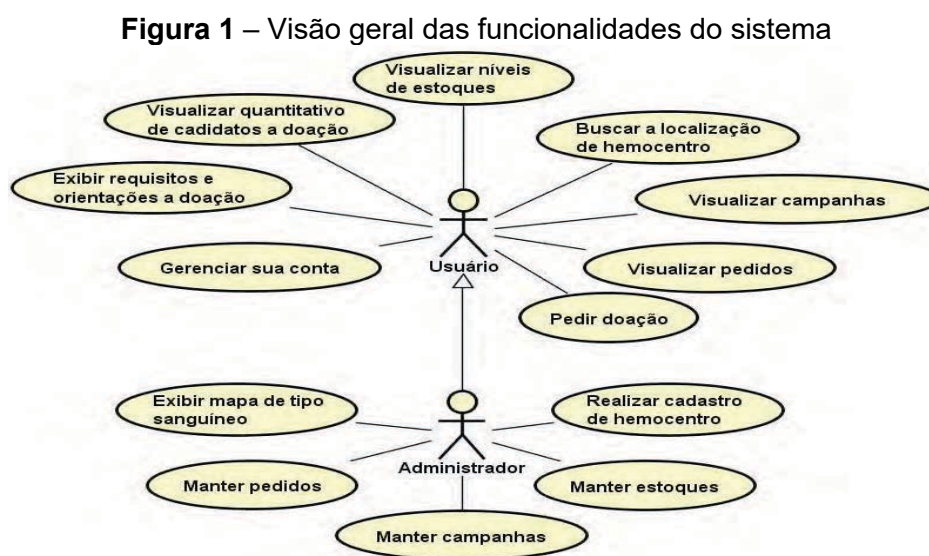 Figura 1 – Visão geral das funcionalidades do sistema
Visualizar níveis
de estoques
Visualizar quantitativo
de cadidatos a doação
Buscar a localização
de hemocentro
Exibir requisitos e
orientações a doação
Visualizar campanhas
Gerenciar sua conta
Usuário
Visualizar pedidos
Pedir doação
Exibir mapa de tipo
sanguíneo
Realizar cadastro
de hemocentro
Administrador
Manter pedidos
Manter estoques
Manter campanhas